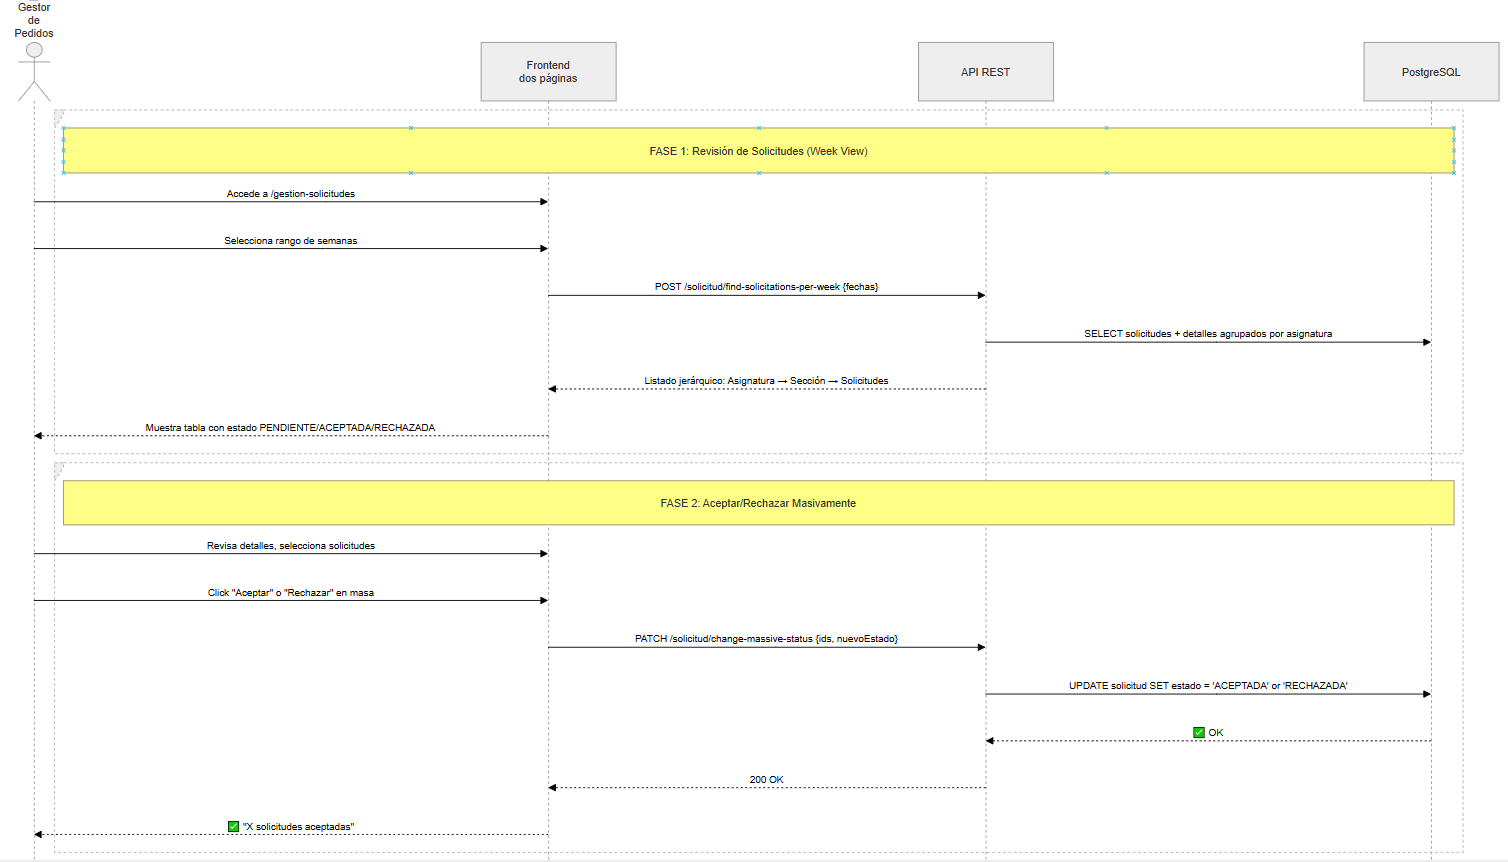 Gestor
de
Pedidos
Frontend
dos páginas
API REST
PostgreSQL
FASE 1: Revisión de Solicitudes (Week View)
Accede a /gestion-solicitudes
Selecciona rango de semanas
POST /solicitud/find-solicitations-per-week {fechas}
SELECT solicitudes + detalles agrupados por asignatura
Listado jerárquico: Asignatura → Sección → Solicitudes
Muestra tabla con estado PENDIENTE/ACEPTADA/RECHAZADA
FASE 2: Aceptar/Rechazar Masivamente
Revisa detalles, selecciona solicitudes
Click "Aceptar" o "Rechazar" en masa
PATCH /solicitud/change-massive-status {ids, nuevoEstado}
UPDATE solicitud SET estado = 'ACEPTADA' or 'RECHAZADA'
✅ OK
200 OK
✅ "X solicitudes aceptadas"